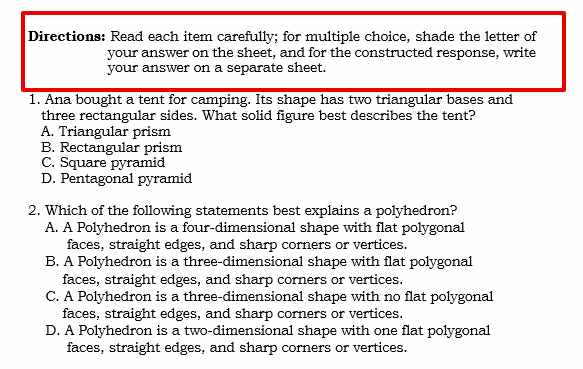 Directions: Read each item carefully; for multiple choice, shade the letter of
your answer on the sheet, and for the constructed response, write
your answer on a separate sheet.
1. Ana bought a tent for camping. Its shape has two triangular bases and
three rectangular sides. What solid figure best describes the tent?
A. Triangular prism
B. Rectangular prism
C. Square pyramid
D. Pentagonal pyramid
2. Which of the following statements best explains a polyhedron?
A. A Polyhedron is a four-dimensional shape with flat polygonal
faces, straight edges, and sharp corners or vertices.
B. A Polyhedron is a three-dimensional shape with flat polygonal
faces, straight edges, and sharp corners or vertices.
C. A Polyhedron is a three-dimensional shape with no flat polygonal
faces, straight edges, and sharp corners or vertices.
D. A Polyhedron is a two-dimensional shape with one flat polygonal
faces, straight edges, and sharp corners or vertices.